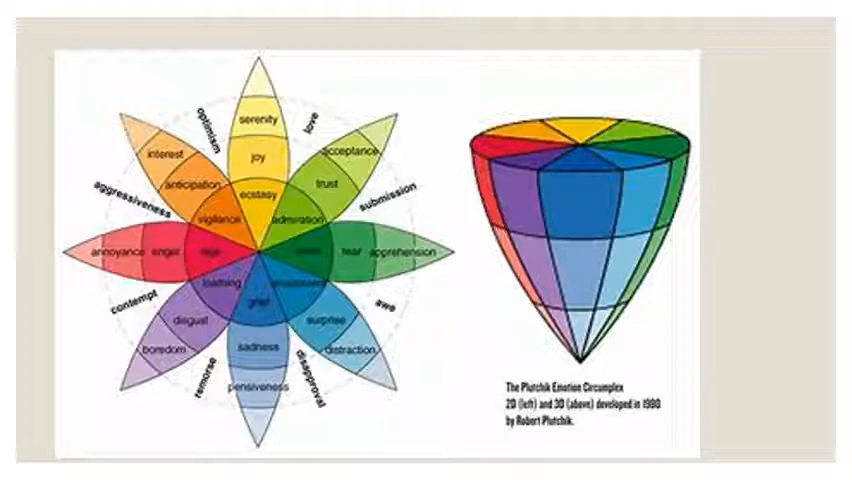 serenity
joy
ecstasy
optimism
love
interest
anticipation
vigilance
acceptance
trust
admiration
aggressiveness
submission
annoyance
anger
rage
fear
apprehension
loathing
grief
contempt
awe
disgust
boredom
surprise
distraction
sadness
pensiveness
remorse
disapproval
The Plutchik Emotion Circumplex
2D (left) and 3D (above) developed in 1980
by Robert Plutchik.